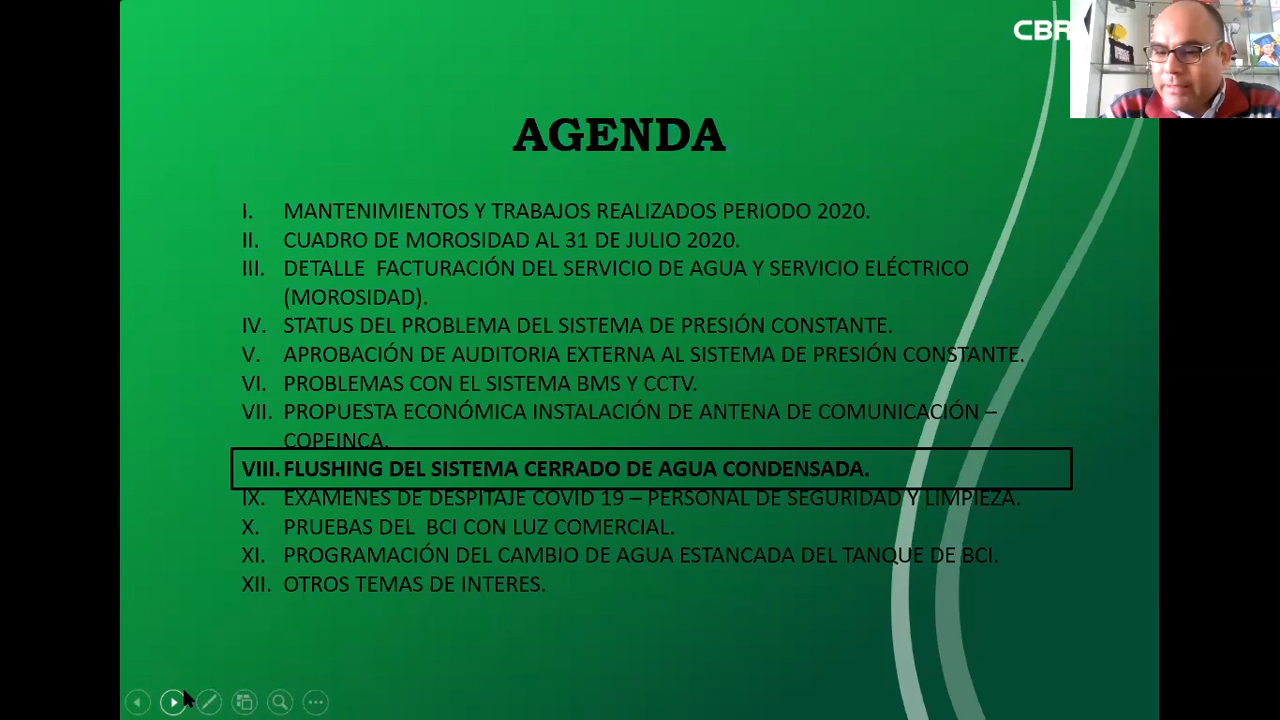 CBR
AGENDA
I. MANTENIMIENTOS Y TRABAJOS REALIZADOS PERIODO 2020.
II. CUADRO DE MOROSIDAD AL 31 DE JULIO 2020.
III. DETALLE FACTURACIÓN DEL SERVICIO DE AGUA Y SERVICIO ELÉCTRICO
(MOROSIDAD).
IV. STATUS DEL PROBLEMA DEL SISTEMA DE PRESIÓN CONSTANTE.
V. APROBACIÓN DE AUDITORIA EXTERNA AL SISTEMA DE PRESIÓN CONSTANTE.
VI. PROBLEMAS CON EL SISTEMA BMS Y CCTV.
VII. PROPUESTA ECONÓMICA INSTALACIÓN DE ANTENA DE COMUNICACIÓN –
COPEINCA.
VIII. FLUSHING DEL SISTEMA CERRADO DE AGUA CONDENSADA.
IX. EXAMENES DE DESPITAJE COVID 19 – PERSONAL DE SEGURIDAD Y LIMPIEZA.
X. PRUEBAS DEL BCI CON LUZ COMERCIAL.
XI. PROGRAMACIÓN DEL CAMBIO DE AGUA ESTANCADA DEL TANQUE DE BCI.
XII. OTROS TEMAS DE INTERES.